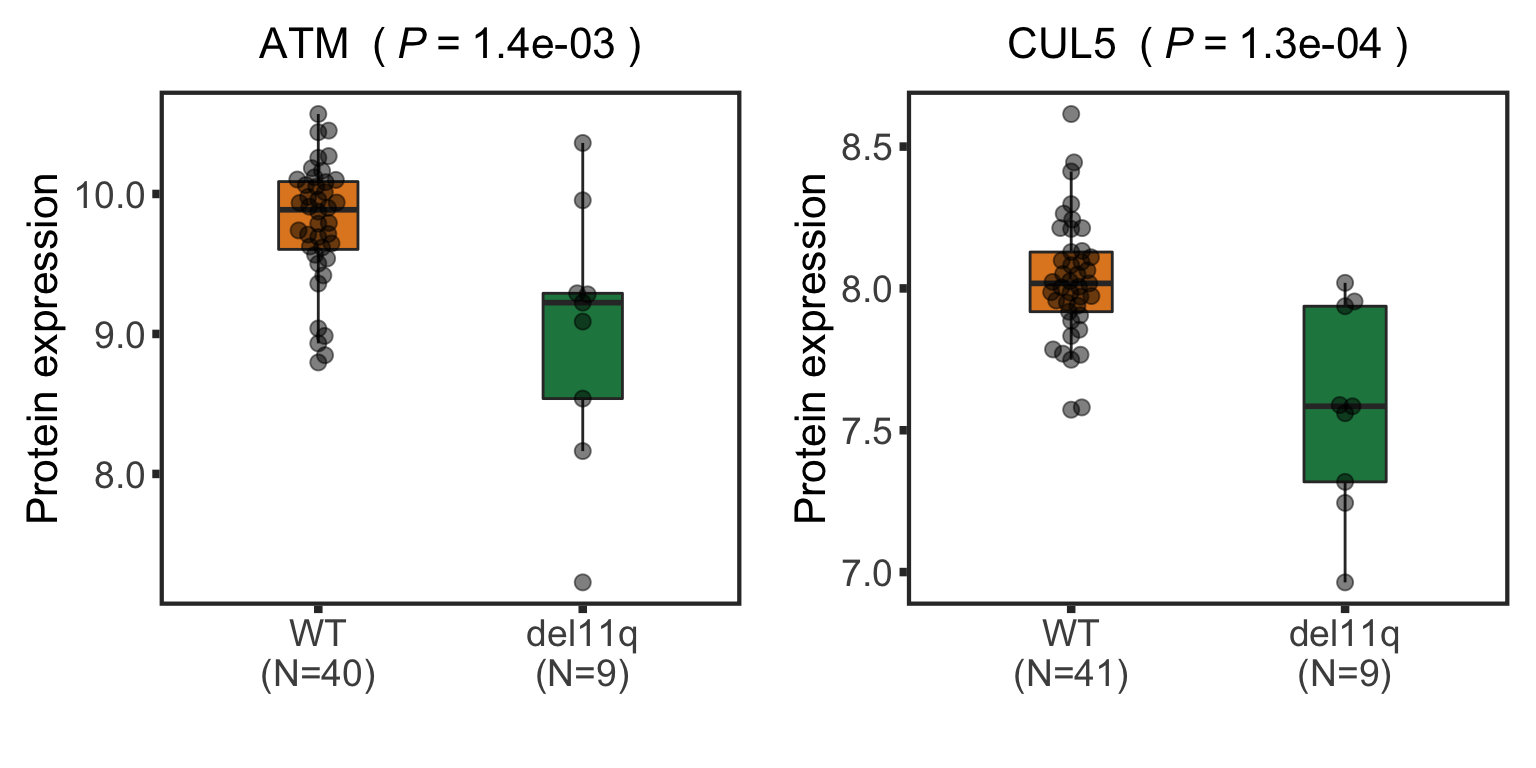 ATM ( P = 1.4e-03 )
Protein expression
10.0
9.0
8.0
WT
(N=40)
del11q
(N=9)
CUL5 ( P = 1.3e-04 )
Protein expression
8.5
8.0
7.5
7.0
WT
(N=41)
del11q
(N=9)